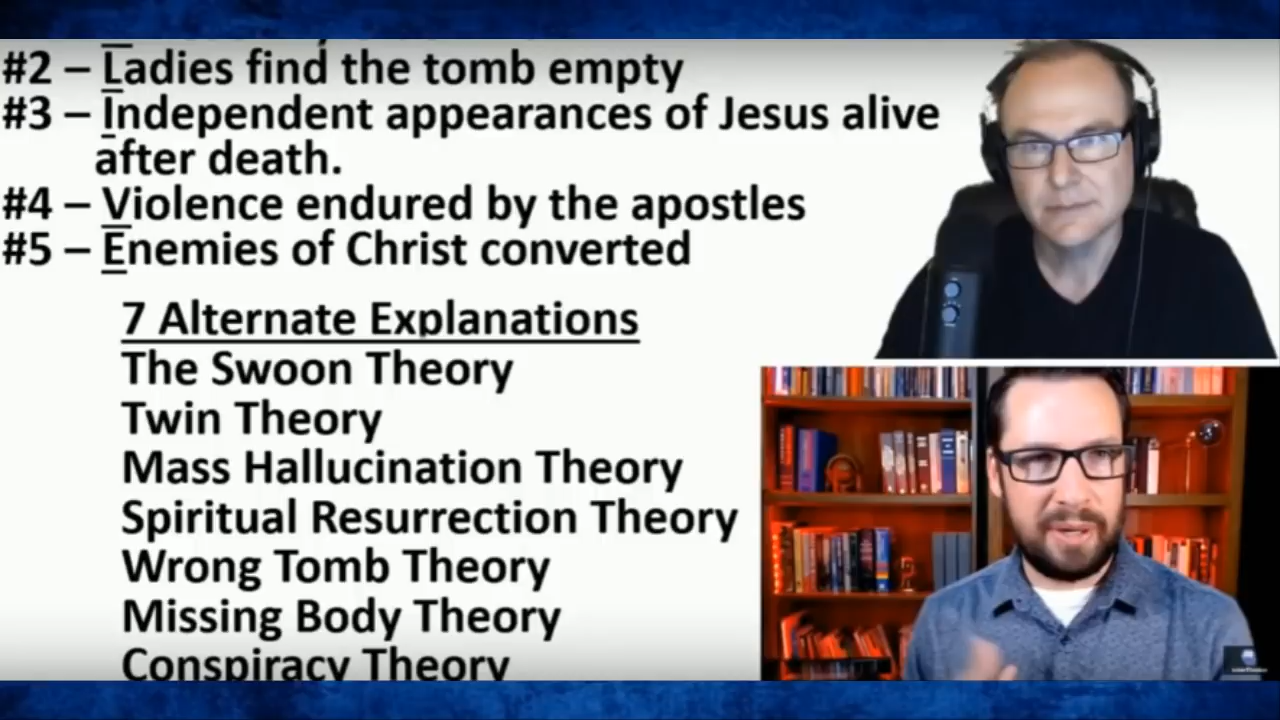 #2 – Ladies find the tomb empty
#3 – Independent appearances of Jesus alive
after death.
#4 – Violence endured by the apostles
#5 – Enemies of Christ converted
7 Alternate Explanations
The Swoon Theory
Twin Theory
Mass Hallucination Theory
Spiritual Resurrection Theory
Wrong Tomb Theory
Missing Body Theory
Conspiracy Theory